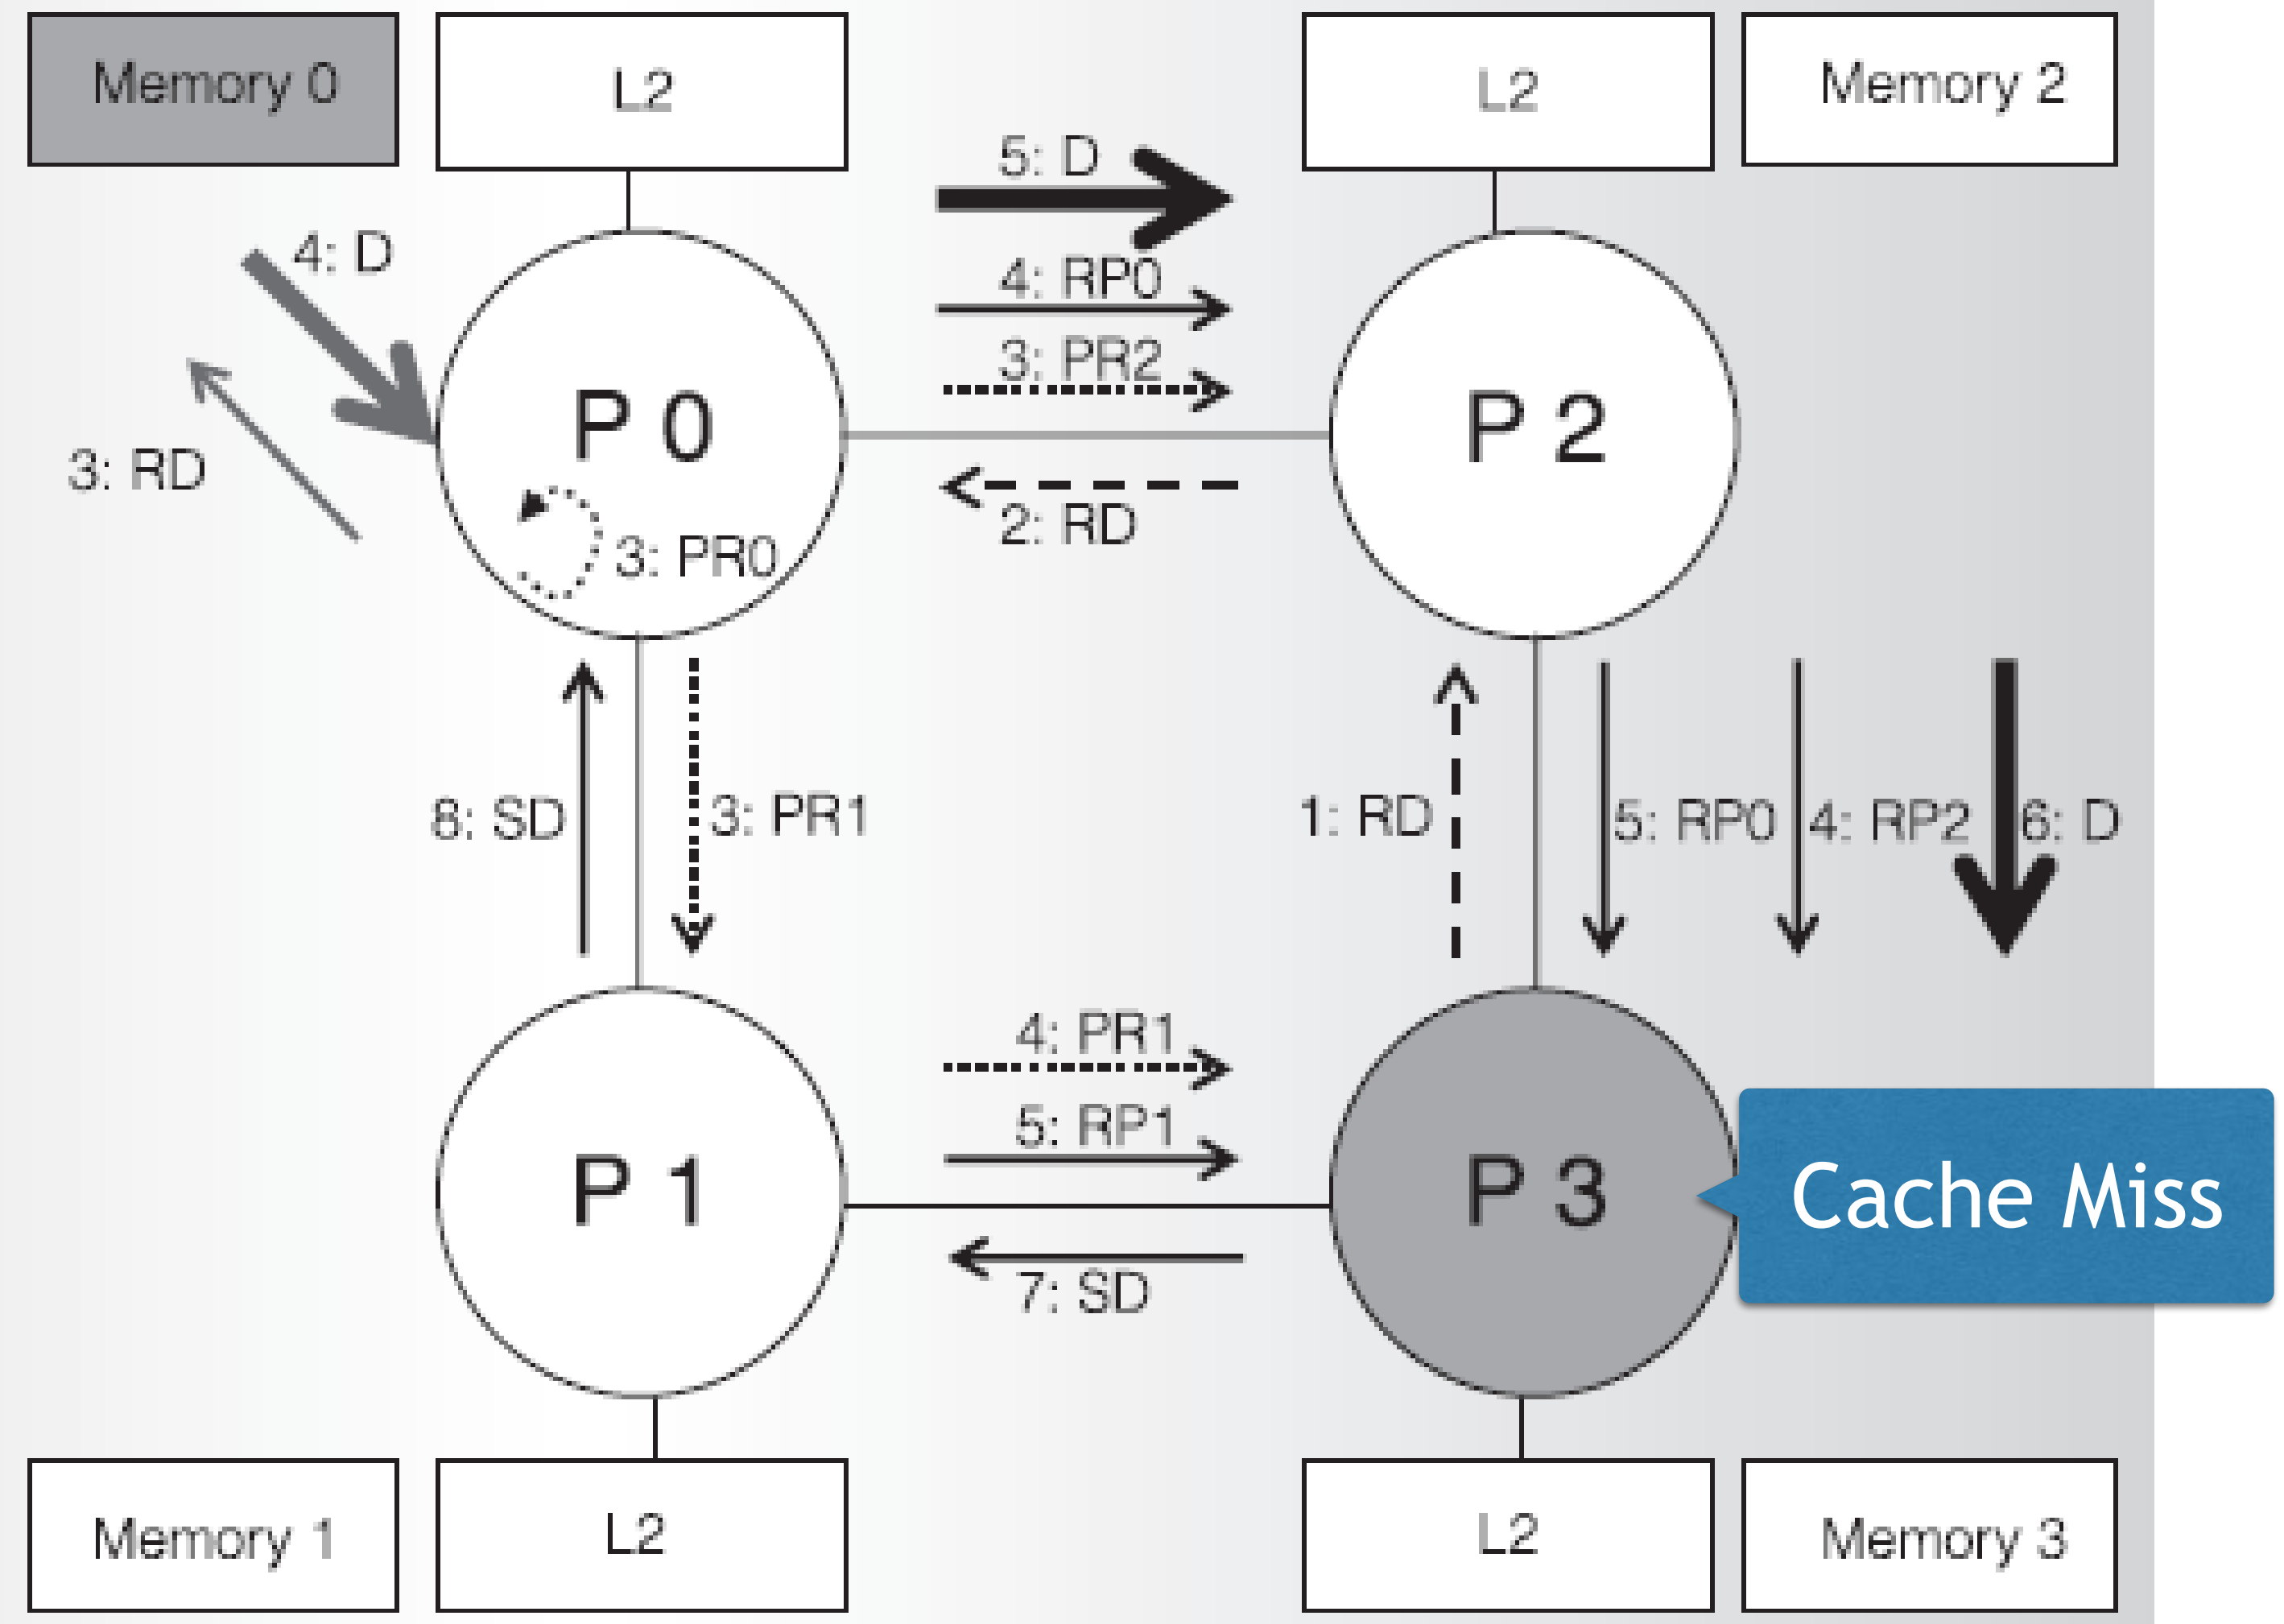 Memory 0
L2
L2
Memory 2
5: D
4: D
4: RP0
3: PR2
P 0
P 2
3: RD
2: RD
3: PR0
8: SD
3: PR1
1: RD
5: RP0
4: RP2
6: D
4: PR1
5: RP1
P 1
P 3
Cache Miss
7: SD
Memory 1
L2
L2
Memory 3